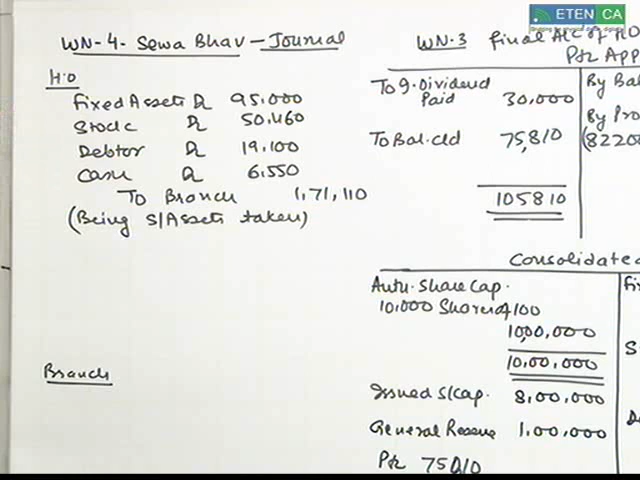 ETEN CA
WN-4- Sewa Bhav - Journal
H.O
Fixed Assets Dr 95,000
Stock Dr 50,460
Debtor Dr 19,100
Cash Dr 6,550
To Branch 1,71,110
(Being S/Assets taken)
Branch
WN.3 Final A/c of HO
P&L App
To I. Dividend Paid 30,000
By Bal
By Pro
To Bal. c/d 75,810
(82200
105810
Consolidated
Auth. Share Cap.
10,000 Shares of 100
10,00,000
10,00,000
Issued S/Cap. 8,00,000
General Reserve 1,00,000
P&L 75810
Fi
S